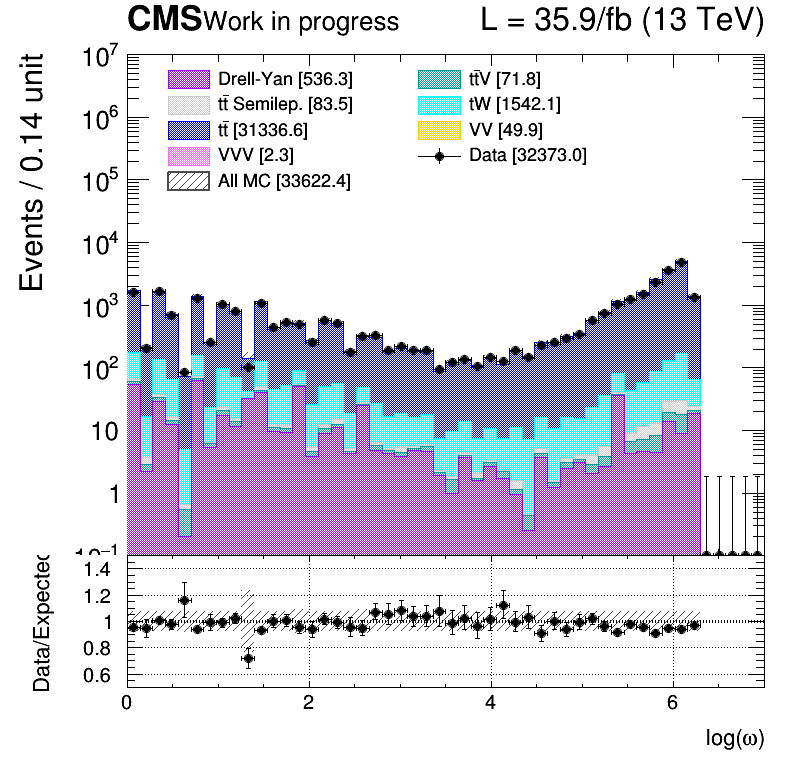 CMS Work in progress L = 35.9/fb (13 TeV)
Events / 0.14 unit
10⁷
10⁶
10⁵
10⁴
10³
10²
10
1
10⁻¹
Drell-Yan [536.3]
tt̄ Semilep. [83.5]
tt̄ [31336.6]
VVV [2.3]
All MC [33622.4]
tt̄V [71.8]
tW [1542.1]
VV [49.9]
Data [32373.0]
Data/Expected
1.4
1.2
1
0.8
0.6
0 2 4 6
log(ω)